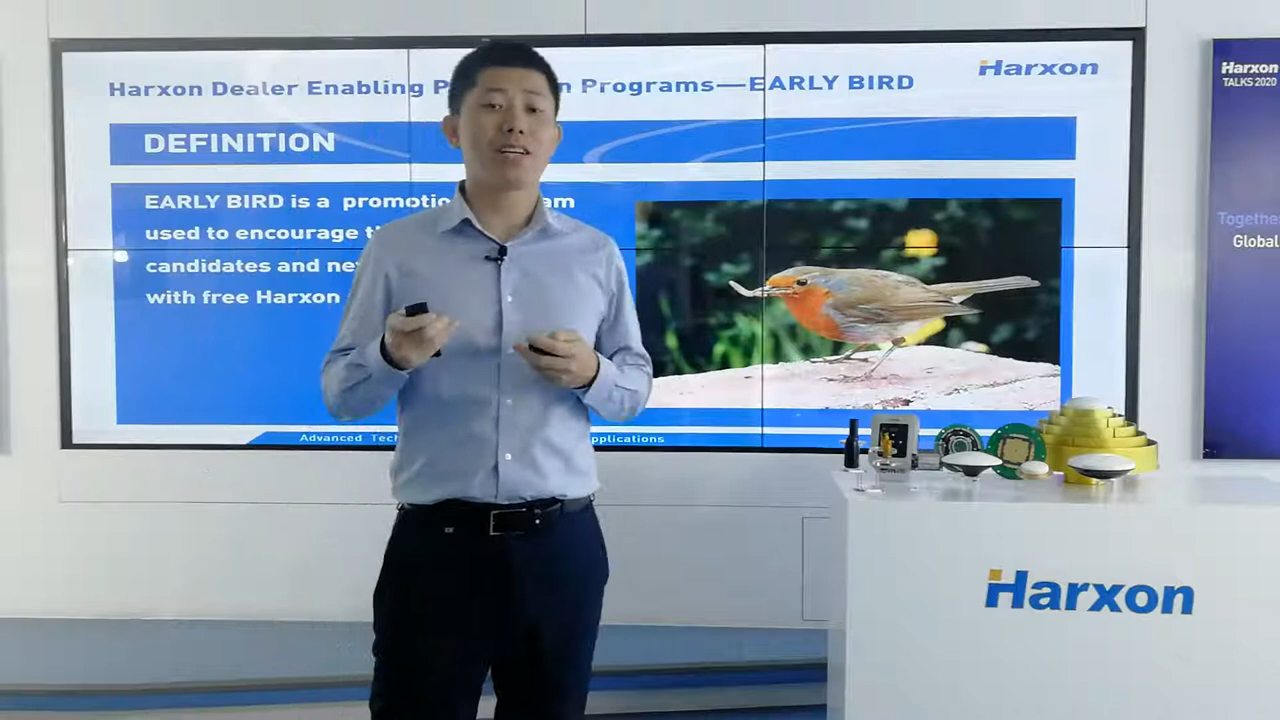 Harxon Dealer Enabling P n Programs—EARLY BIRD
Harxon
DEFINITION
EARLY BIRD is a promotio am
used to encourage t
candidates and ne
with free Harxon
Advanced Tech pplications
Harxon
TALKS 2020
Togethe
Global
Harxon